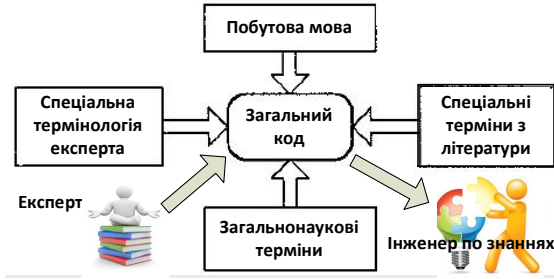 Побутова мова
Спеціальна
термінологія
експерта
Загальний
код
Спеціальні
терміни з
літератури
Експерт
Загальнонаукові
терміни
Інженер по знаннях